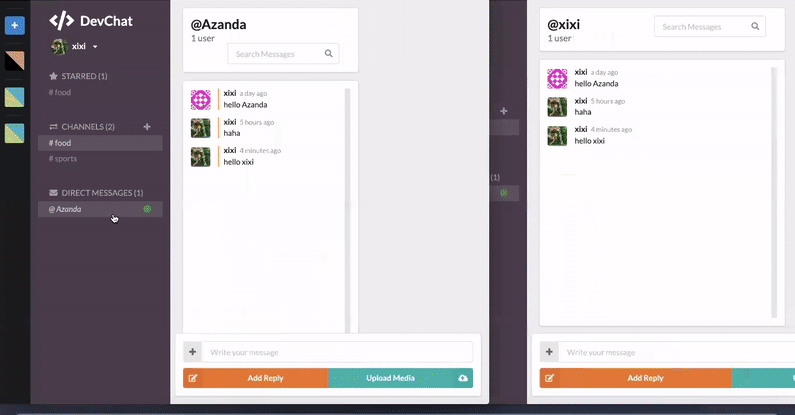 DevChat
xixi
STARRED (1)
# food
CHANNELS (2)
# food
# sports
DIRECT MESSAGES (1)
@ Azanda
@Azanda
1 user
Search Messages
xixi a day ago
hello Azanda
xixi 5 hours ago
haha
xixi 4 minutes ago
hello xixi
Write your message
Add Reply
Upload Media
(1)
@xixi
1 user
Search Messages
xixi a day ago
hello Azanda
xixi 5 hours ago
haha
xixi 4 minutes ago
hello xixi
Write your message
Add Reply